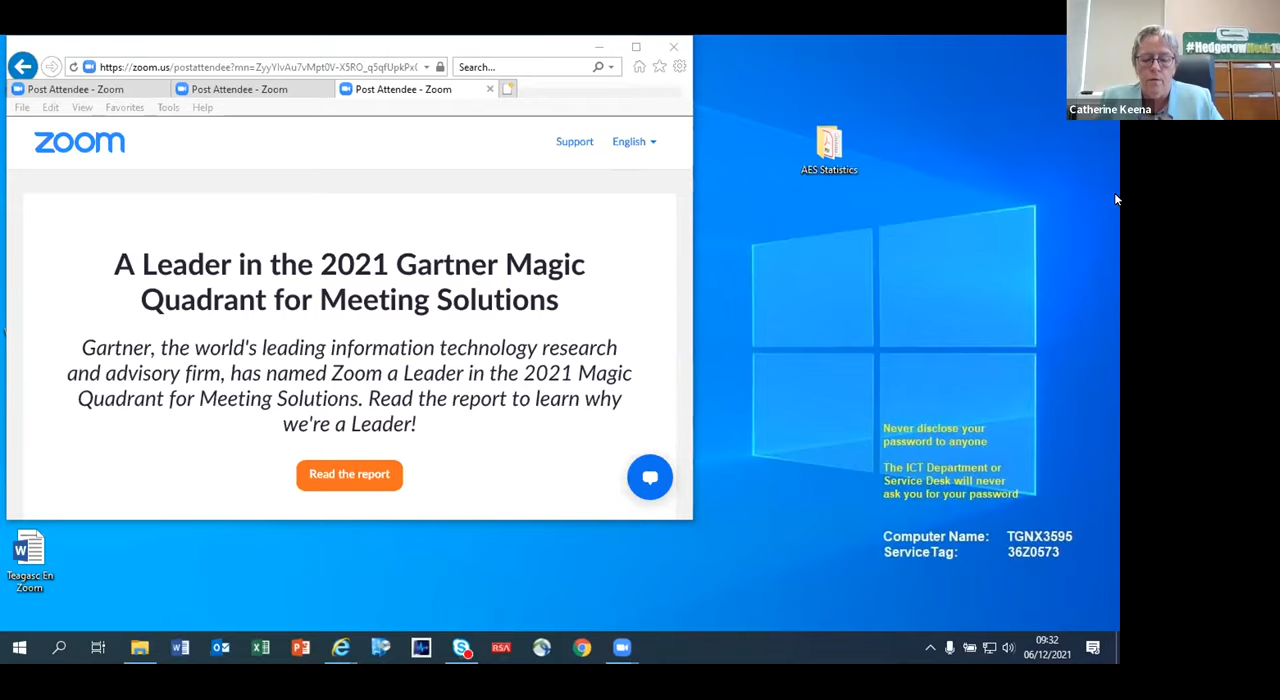 https://zoom.us/postattendee?mn=ZyyYlvAu7vMpt0V-X5RO_q5qfUpkPx(
Search...
Post Attendee - Zoom
Post Attendee - Zoom
Post Attendee - Zoom
File Edit View Favorites Tools Help
zoom
Support English
A Leader in the 2021 Gartner Magic
Quadrant for Meeting Solutions
Gartner, the world's leading information technology research
and advisory firm, has named Zoom a Leader in the 2021 Magic
Quadrant for Meeting Solutions. Read the report to learn why
we're a Leader!
Read the report
AES Statistics
#HedgerowWeek19
Catherine Keena
Never disclose your
password to anyone
The ICT Department or
Service Desk will never
ask you for your password
Computer Name: TGNX3595
ServiceTag: 36Z0573
W
Teagasc En
Zoom
RSA
09:32
06/12/2021